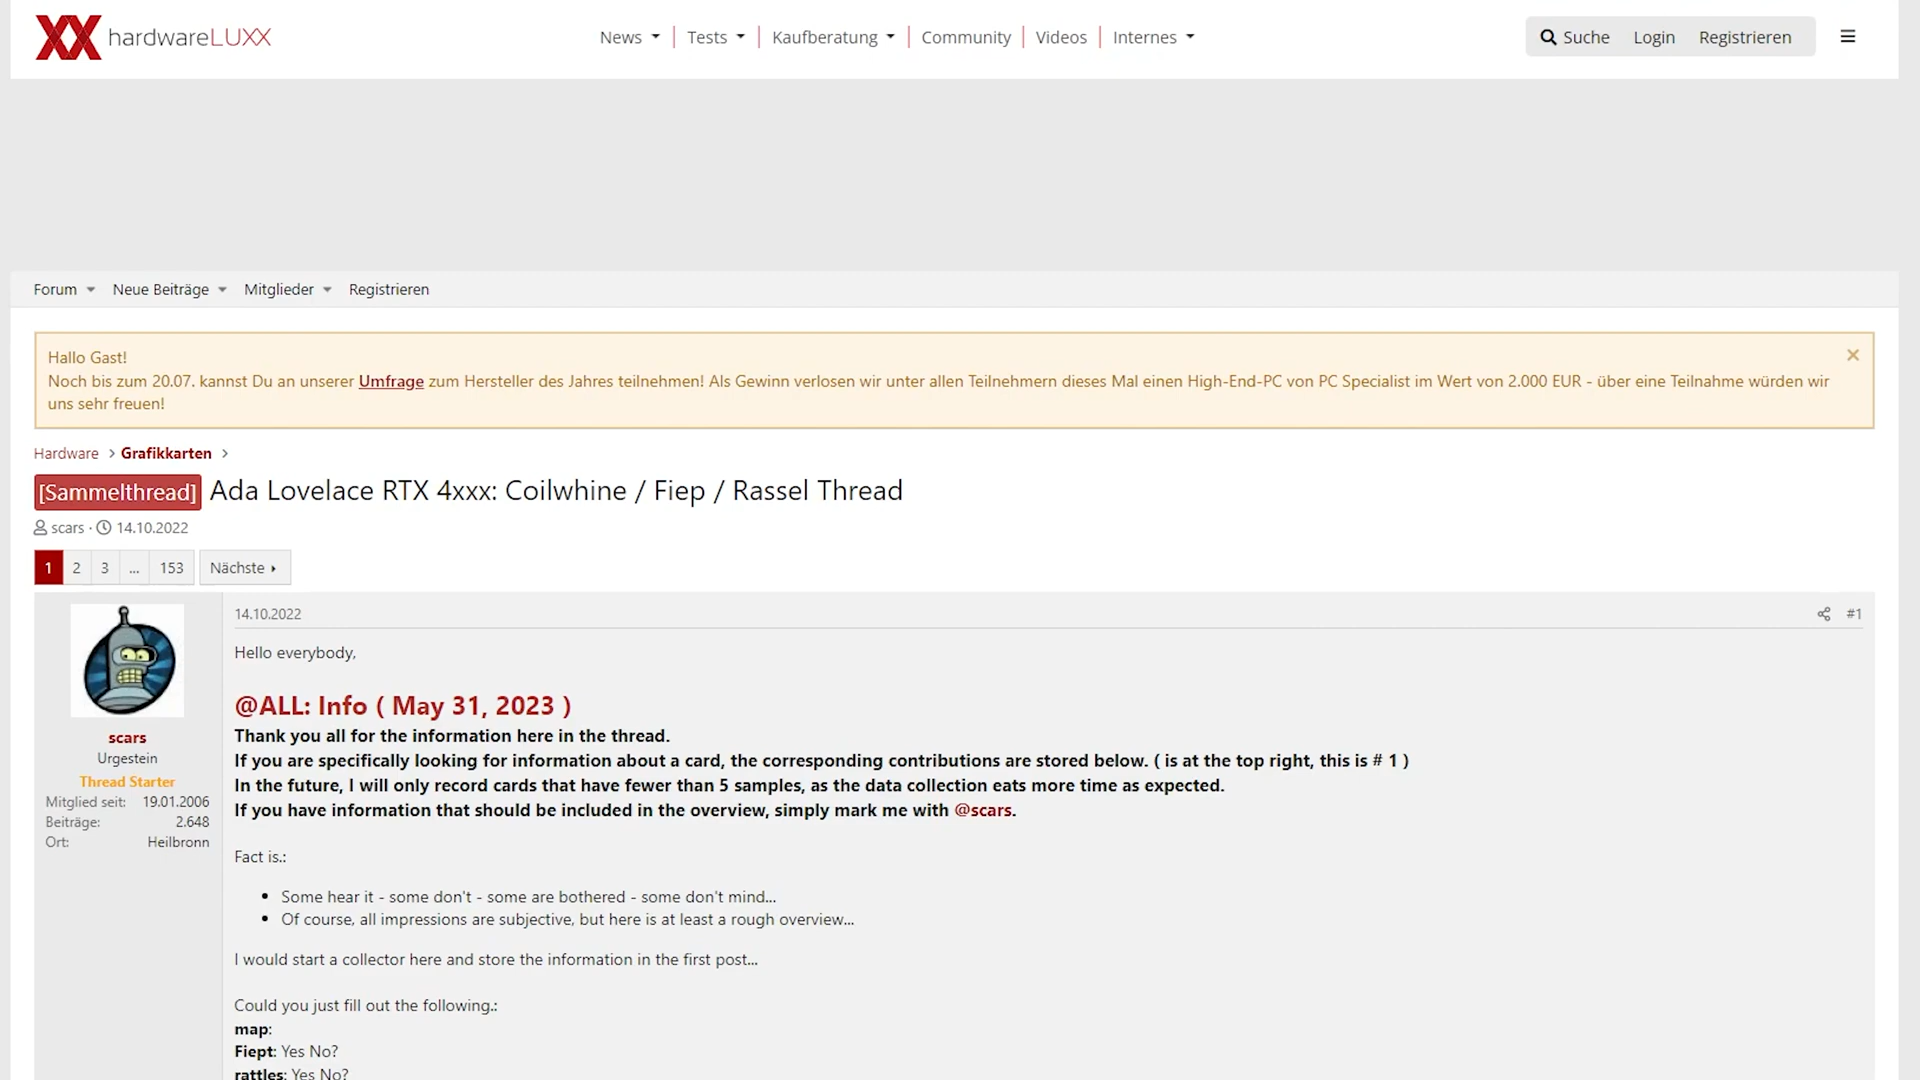 hardwareLUXX
News
Tests
Kaufberatung
Community
Videos
Internes
Suche
Login
Registrieren
Forum
Neue Beiträge
Mitglieder
Registrieren
Hallo Gast!
Noch bis zum 20.07. kannst Du an unserer Umfrage zum Hersteller des Jahres teilnehmen! Als Gewinn verlosen wir unter allen Teilnehmern dieses Mal einen High-End-PC von PC Specialist im Wert von 2.000 EUR - über eine Teilnahme würden wir
uns sehr freuen!
Hardware > Grafikkarten >
[Sammelthread] Ada Lovelace RTX 4xxx: Coilwhine / Fiep / Rassel Thread
scars · 14.10.2022
1 2 3 ... 153 Nächste
scars
Urgestein
Thread Starter
Mitglied seit: 19.01.2006
Beiträge: 2.648
Ort: Heilbronn
14.10.2022
#1
Hello everybody,
@ALL: Info ( May 31, 2023 )
Thank you all for the information here in the thread.
If you are specifically looking for information about a card, the corresponding contributions are stored below. ( is at the top right, this is # 1 )
In the future, I will only record cards that have fewer than 5 samples, as the data collection eats more time as expected.
If you have information that should be included in the overview, simply mark me with @scars.
Fact is.:
• Some hear it - some don't - some are bothered - some don't mind...
• Of course, all impressions are subjective, but here is at least a rough overview...
I would start a collector here and store the information in the first post...
Could you just fill out the following.:
map:
Fiept: Yes No?
rattles: Yes No?